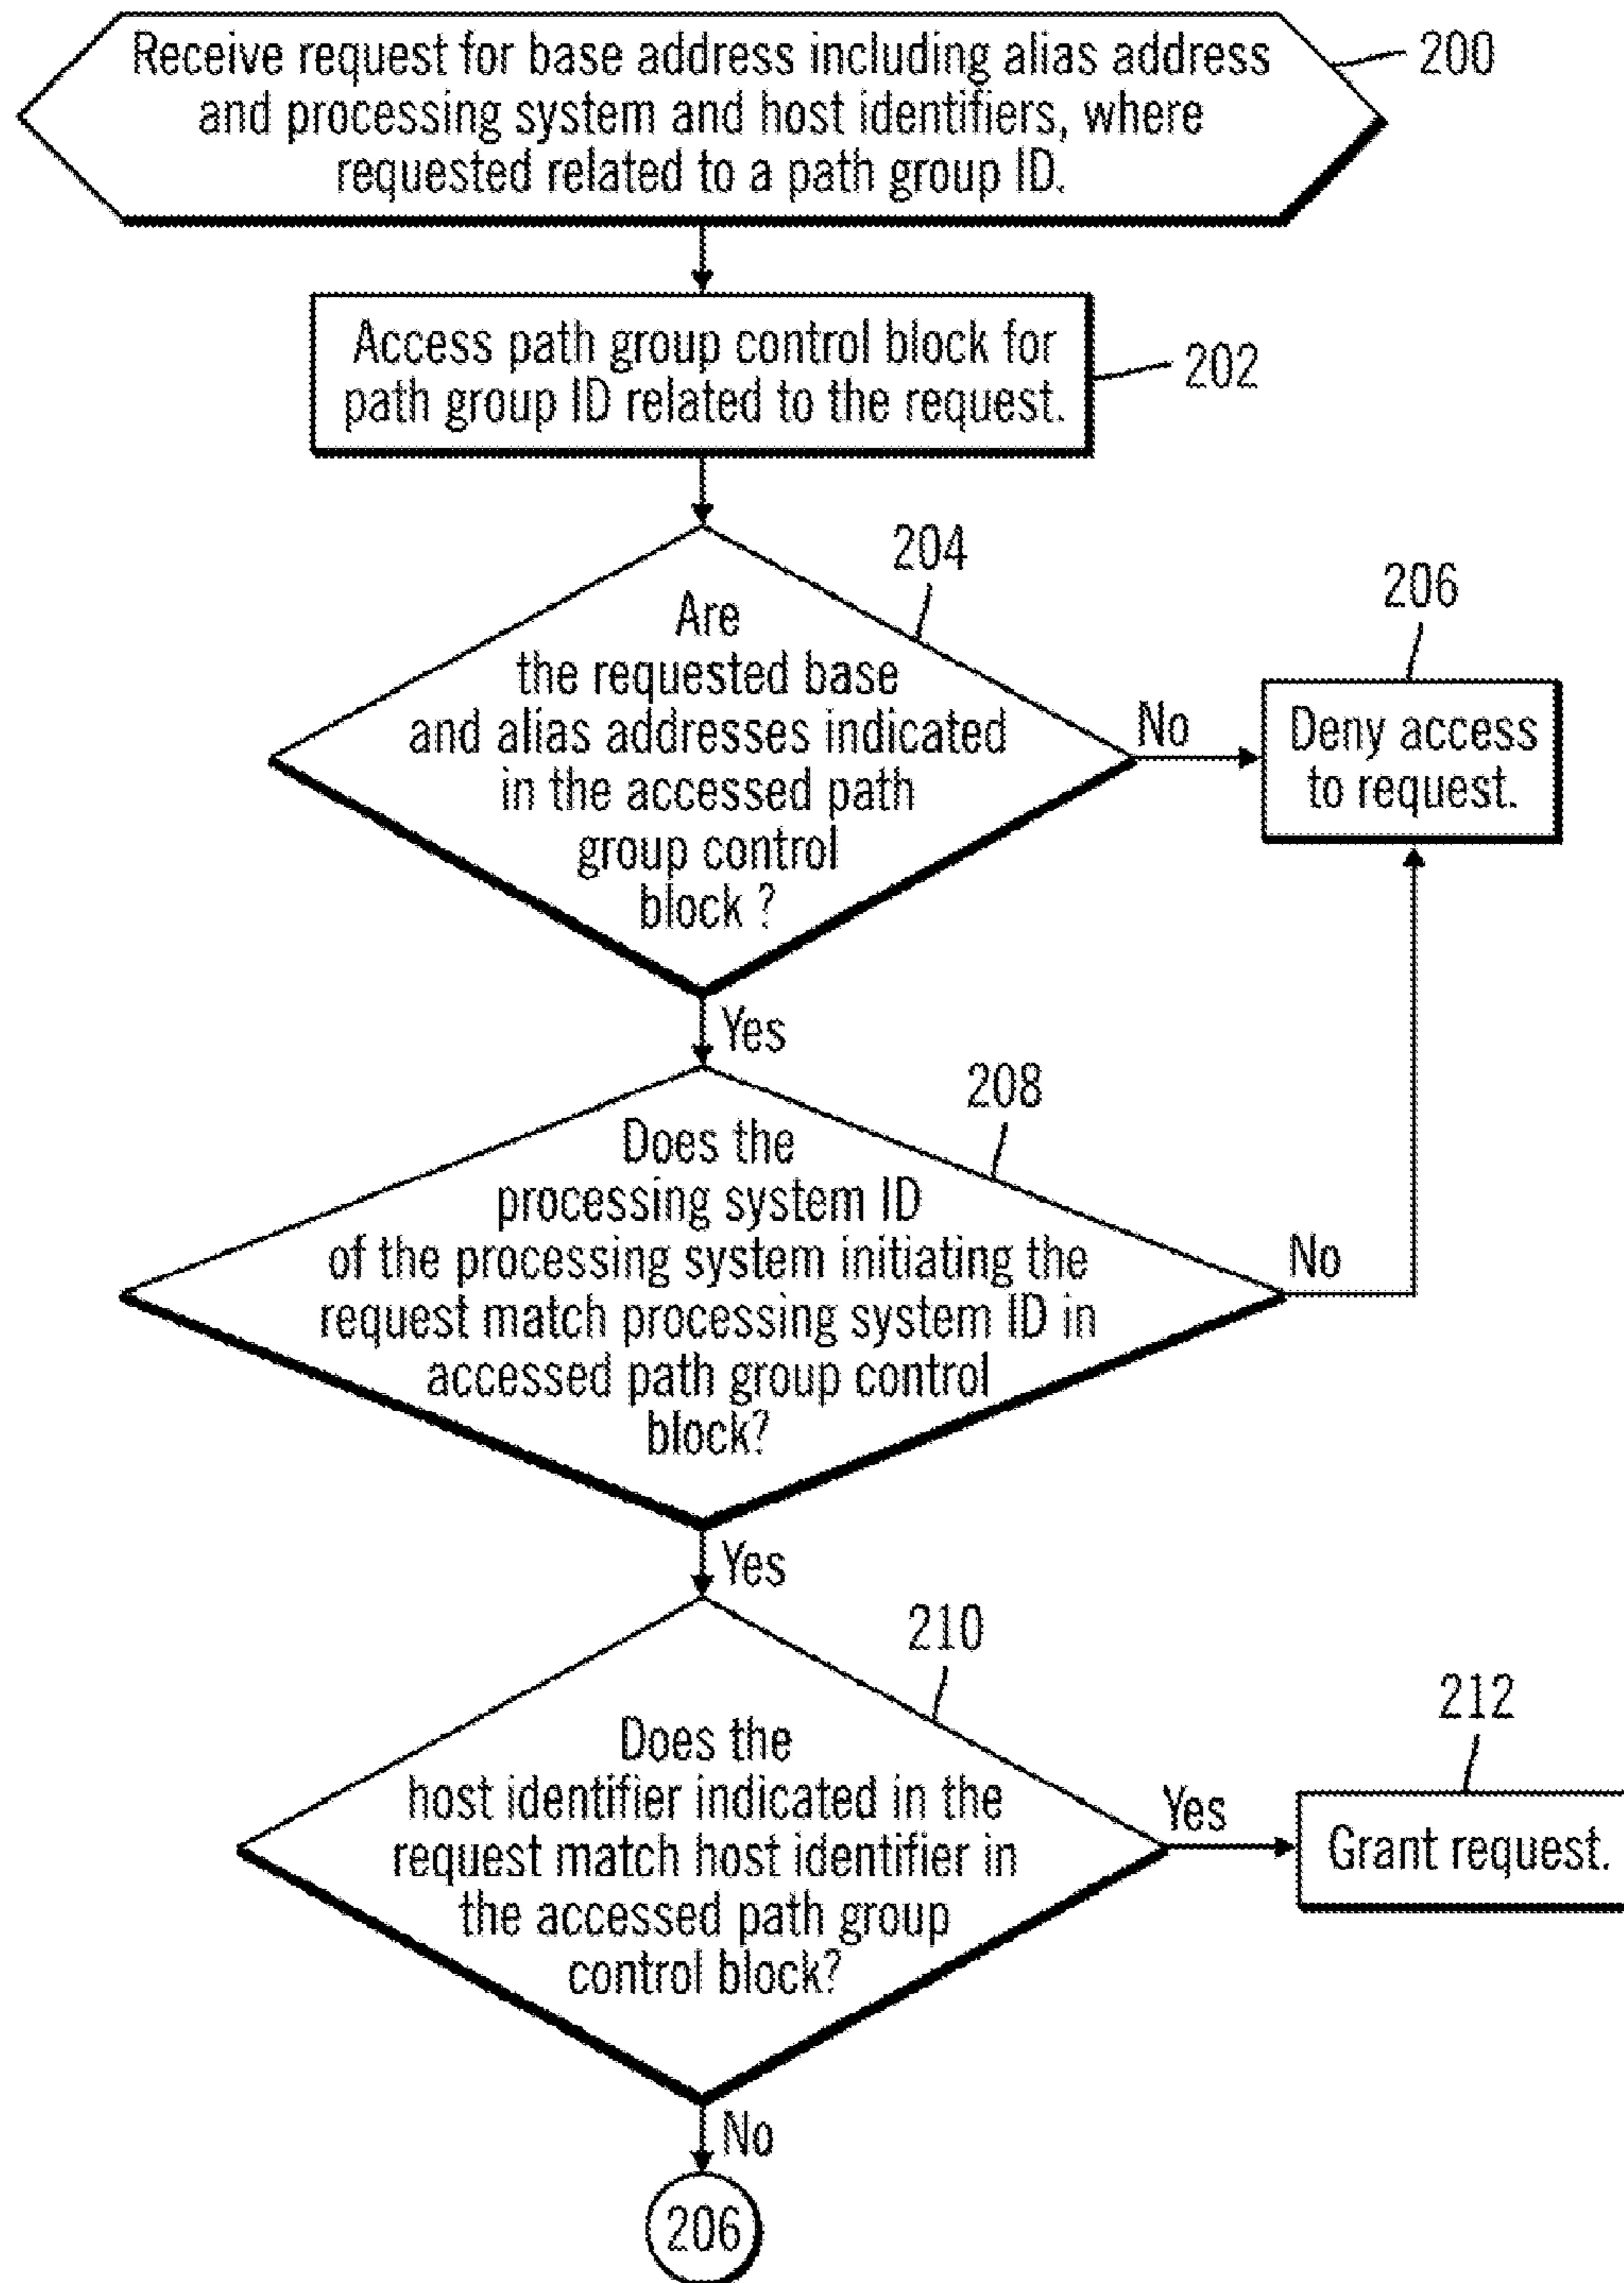 Receive request for base address including alias address
and processing system and host identifiers, where
requested related to a path group ID.
200
Access path group control block for
path group ID related to the request.
202
204
Are
the requested base
and alias addresses indicated
in the accessed path
group control
block ?
No
206
Deny access
to request.
Yes
208
Does the
processing system ID
of the processing system initiating the
request match processing system ID in
accessed path group control
block?
No
Yes
210
Does the
host identifier indicated in the
request match host identifier in
the accessed path group
control block?
Yes
212
Grant request.
No
206